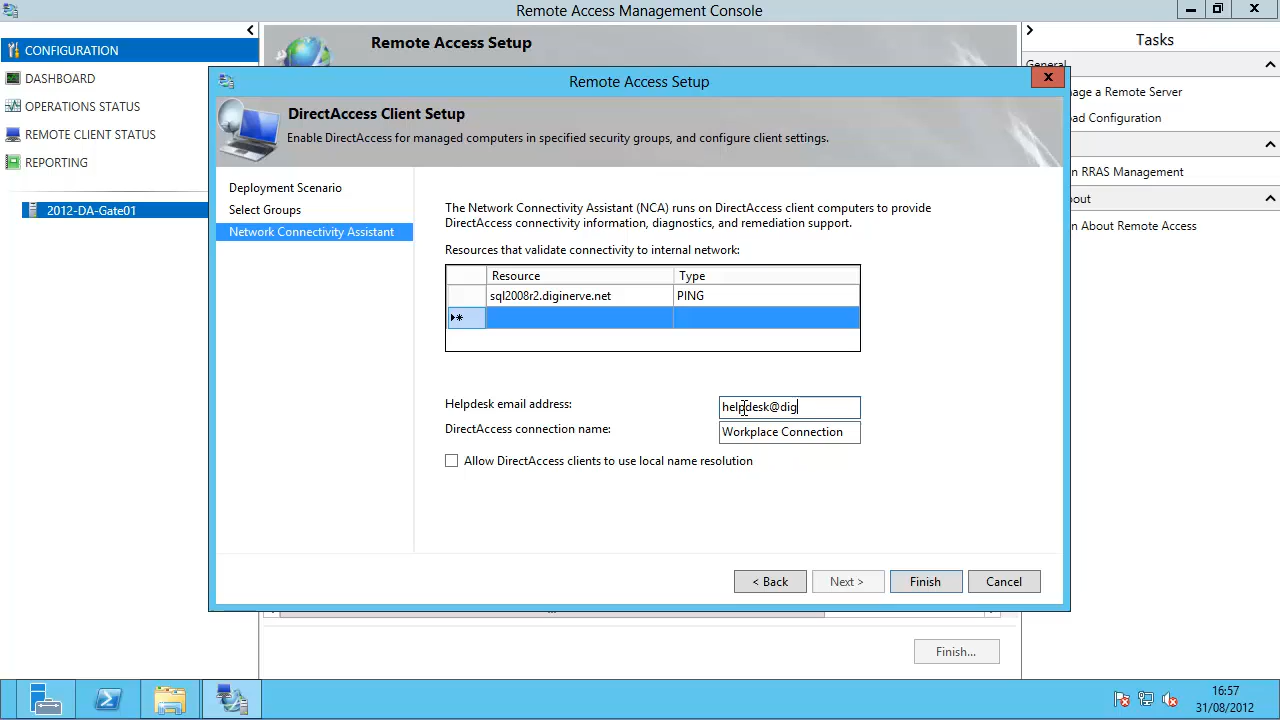 Remote Access Management Console
CONFIGURATION
DASHBOARD
OPERATIONS STATUS
REMOTE CLIENT STATUS
REPORTING
2012-DA-Gate01
Remote Access Setup
Tasks
General
age a Remote Server
oad Configuration
n RRAS Management
out
n About Remote Access
Remote Access Setup
DirectAccess Client Setup
Enable DirectAccess for managed computers in specified security groups, and configure client settings.
Deployment Scenario
Select Groups
Network Connectivity Assistant
The Network Connectivity Assistant (NCA) runs on DirectAccess client computers to provide
DirectAccess connectivity information, diagnostics, and remediation support.
Resources that validate connectivity to internal network:
Resource Type
sql2008r2.diginerve.net PING
Helpdesk email address: helpdesk@dig
DirectAccess connection name: Workplace Connection
Allow DirectAccess clients to use local name resolution
< Back Next > Finish Cancel
Finish...
16:57
31/08/2012